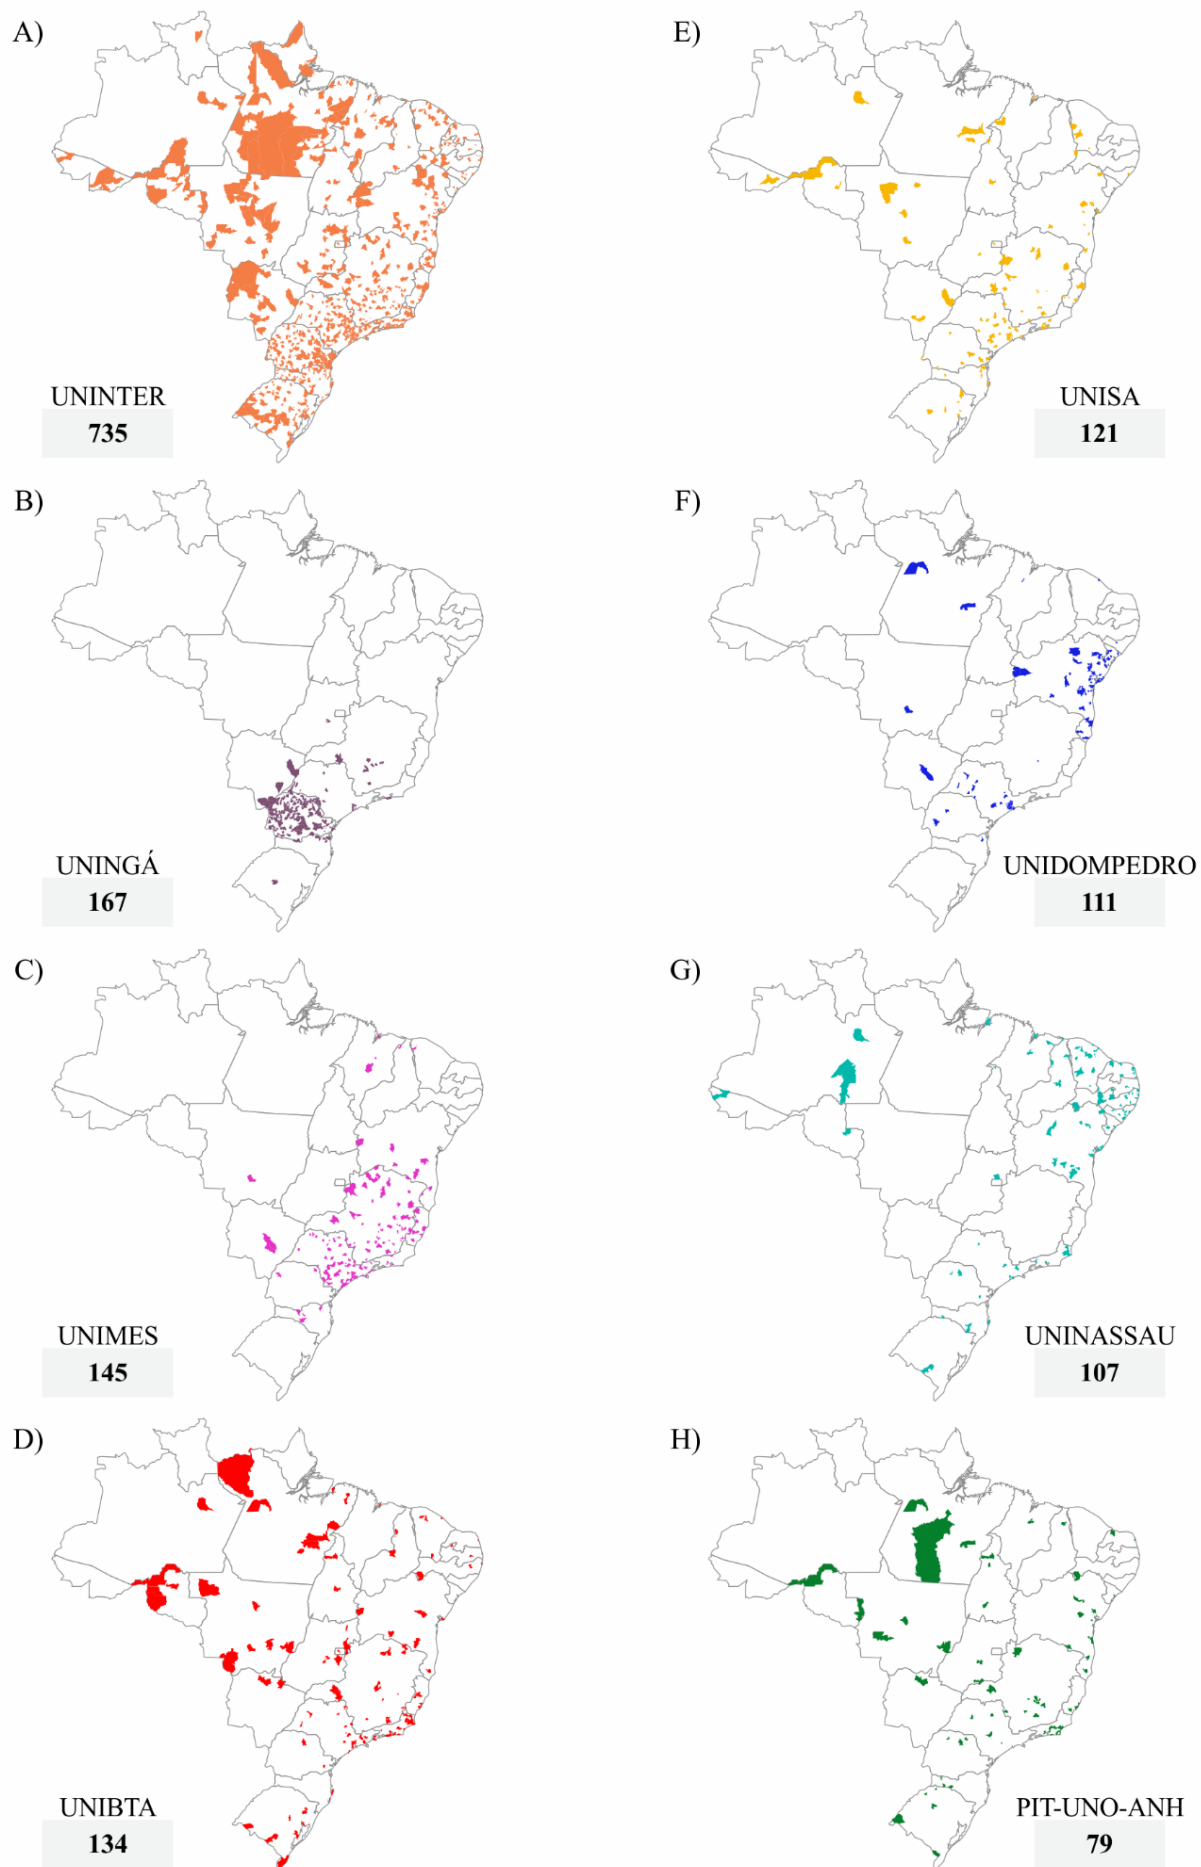 A)
UNINTER
735
E)
UNISA
121
B)
UNINGÁ
167
F)
UNIDOMPEDRO
111
C)
UNIMES
145
G)
UNINASSAU
107
D)
UNIBTA
134
H)
PIT-UNO-ANH
79